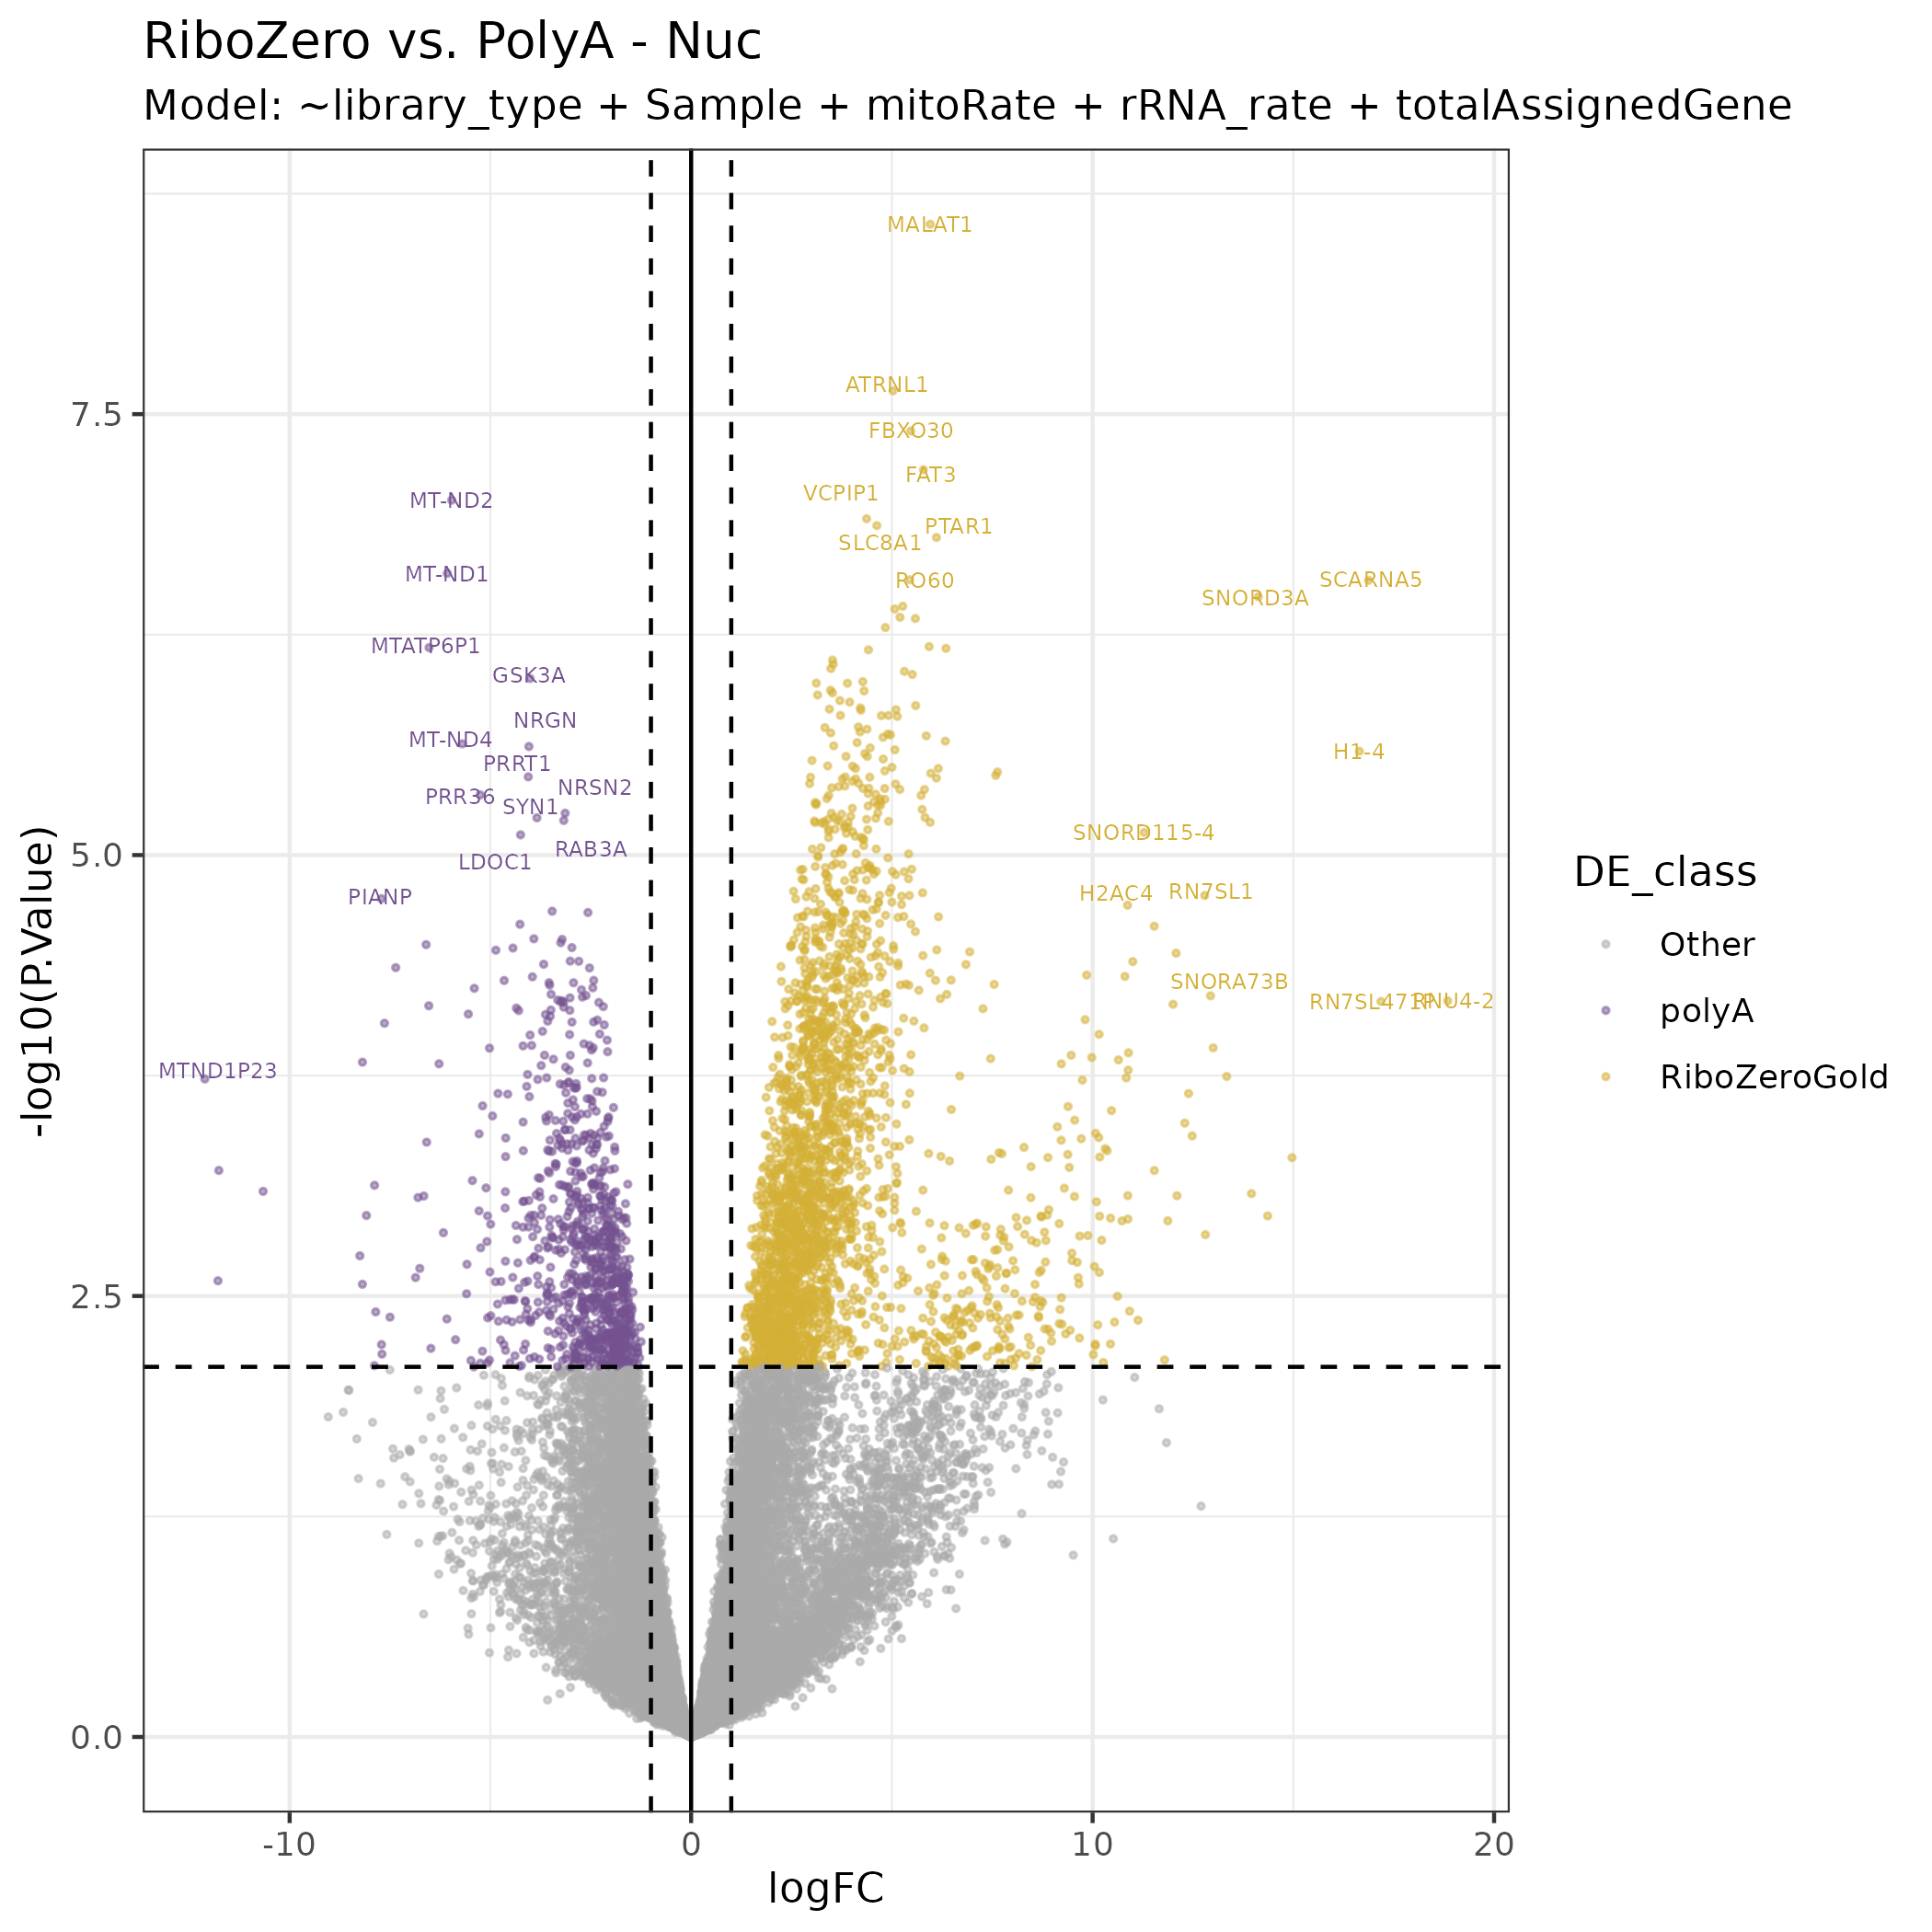 RiboZero vs. PolyA - Nuc
Model: ~library_type + Sample + mitoRate + rRNA_rate + totalAssignedGene
MALAT1
ATRNL1
7.5
FBXO30
FAT3
VCPIP1
MT-ND2
PTAR1
SLC8A1
MT-ND1
RO60
SCARNA5
SNORD3A
MTATP6P1
GSK3A
NRGN
MT-ND4
H1-4
PRRT1
NRSN2
PRR36
SYN1
SNORD115-4
RAB3A
5.0
LDOC1
PIANP
H2AC4
RN7SL1
SNORA73B
RN7SL471P
RNU4-2
MTND1P23
2.5
0.0
-log10(P.Value)
-10
0
10
20
logFC
DE_class
Other
polyA
RiboZeroGold